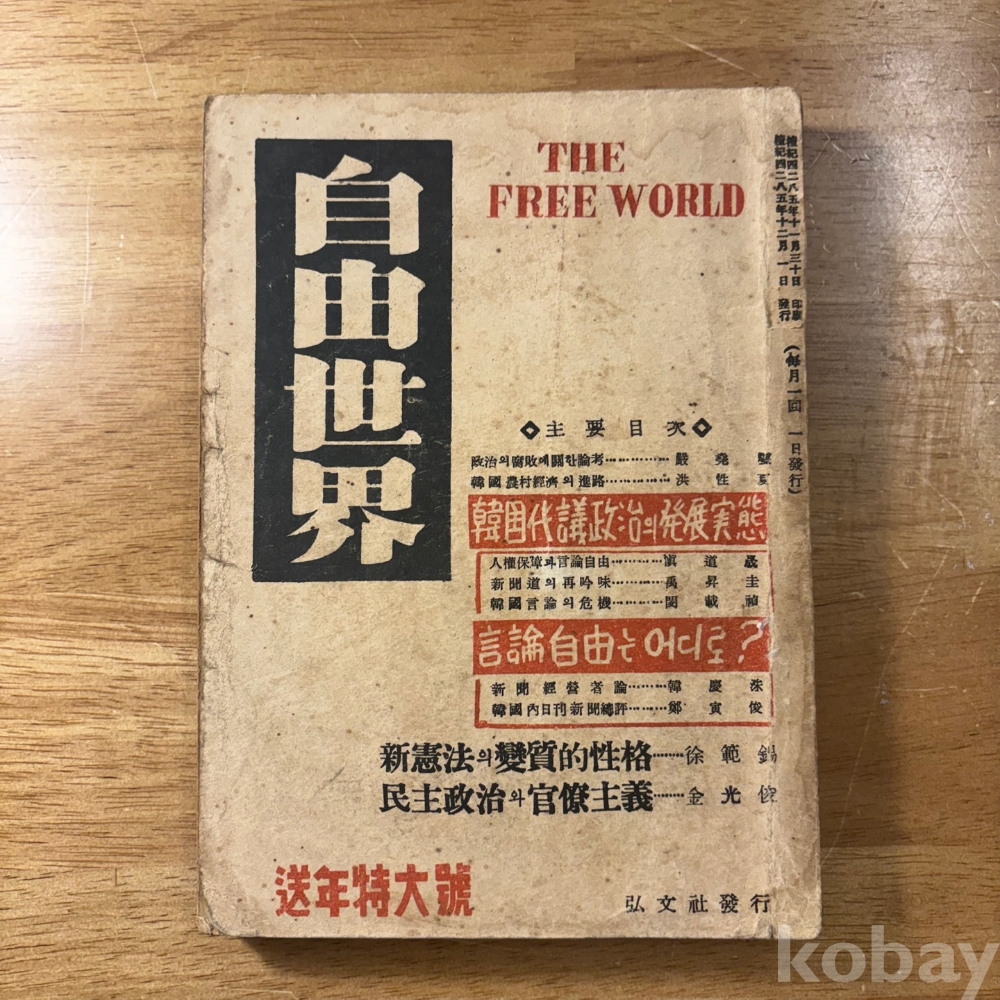 自由世界
THE
FREE WORLD
檀紀四二八五年十一月三十日 印刷
檀紀四二八五年十二月一日 發行
(每月一回 一日發行)
◇主要目次◇
政治의腐敗에關한論考…………嚴堯燮
韓國農村經濟의進路…………洪性夏
韓国代議政治의発展実態
人權保障과言論自由…………愼道晟
新聞道의再吟味…………禹昇圭
韓國言論의危機…………閔載禎
言論自由는어디로?
新聞經營者論………韓慶洙
韓國內日刊新聞總評………鄭寅俊
新憲法의變質的性格………徐範錫
民主政治와官僚主義………金光
送年特大號
弘文社發行
kobay